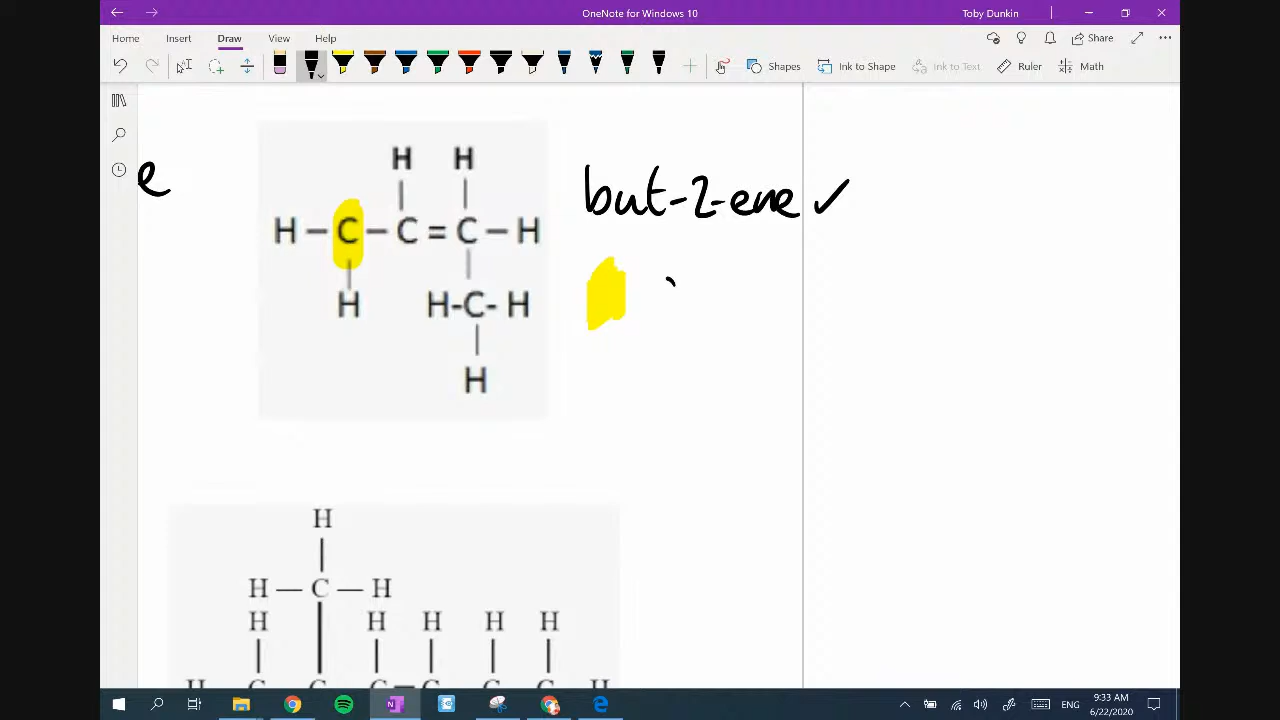 OneNote for Windows 10
Toby Dunkin
Home Insert Draw View Help
Share
Shapes Ink to Shape Ink to Text Ruler Math
e
but-2-ene ✓
H H
H – C – C = C – H
H H-C- H
H
H
H — C — H
H H H H H
H C C C = C C C H
ENG
9:33 AM
6/22/2020